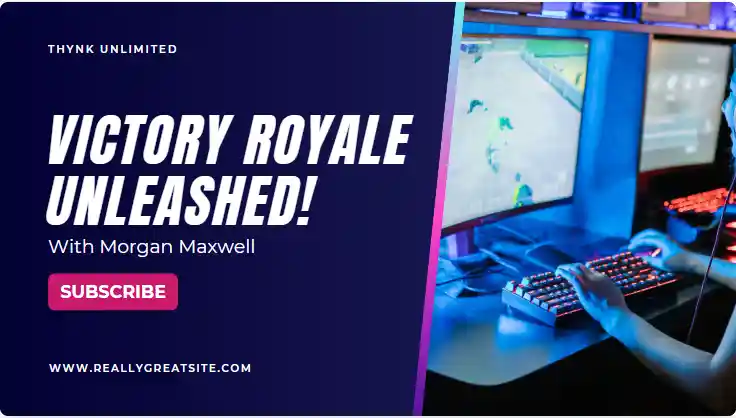 THYNK UNLIMITED
VICTORY ROYALE
UNLEASHED!
With Morgan Maxwell
SUBSCRIBE
WWW.REALLYGREATSITE.COM